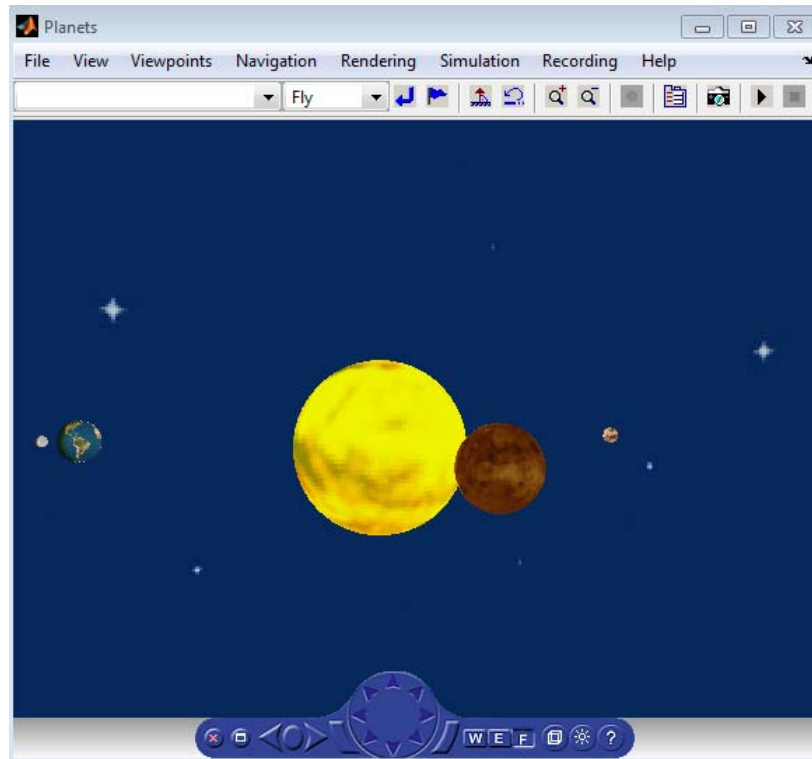 Planets
File View Viewpoints Navigation Rendering Simulation Recording Help
Fly
W E F ?